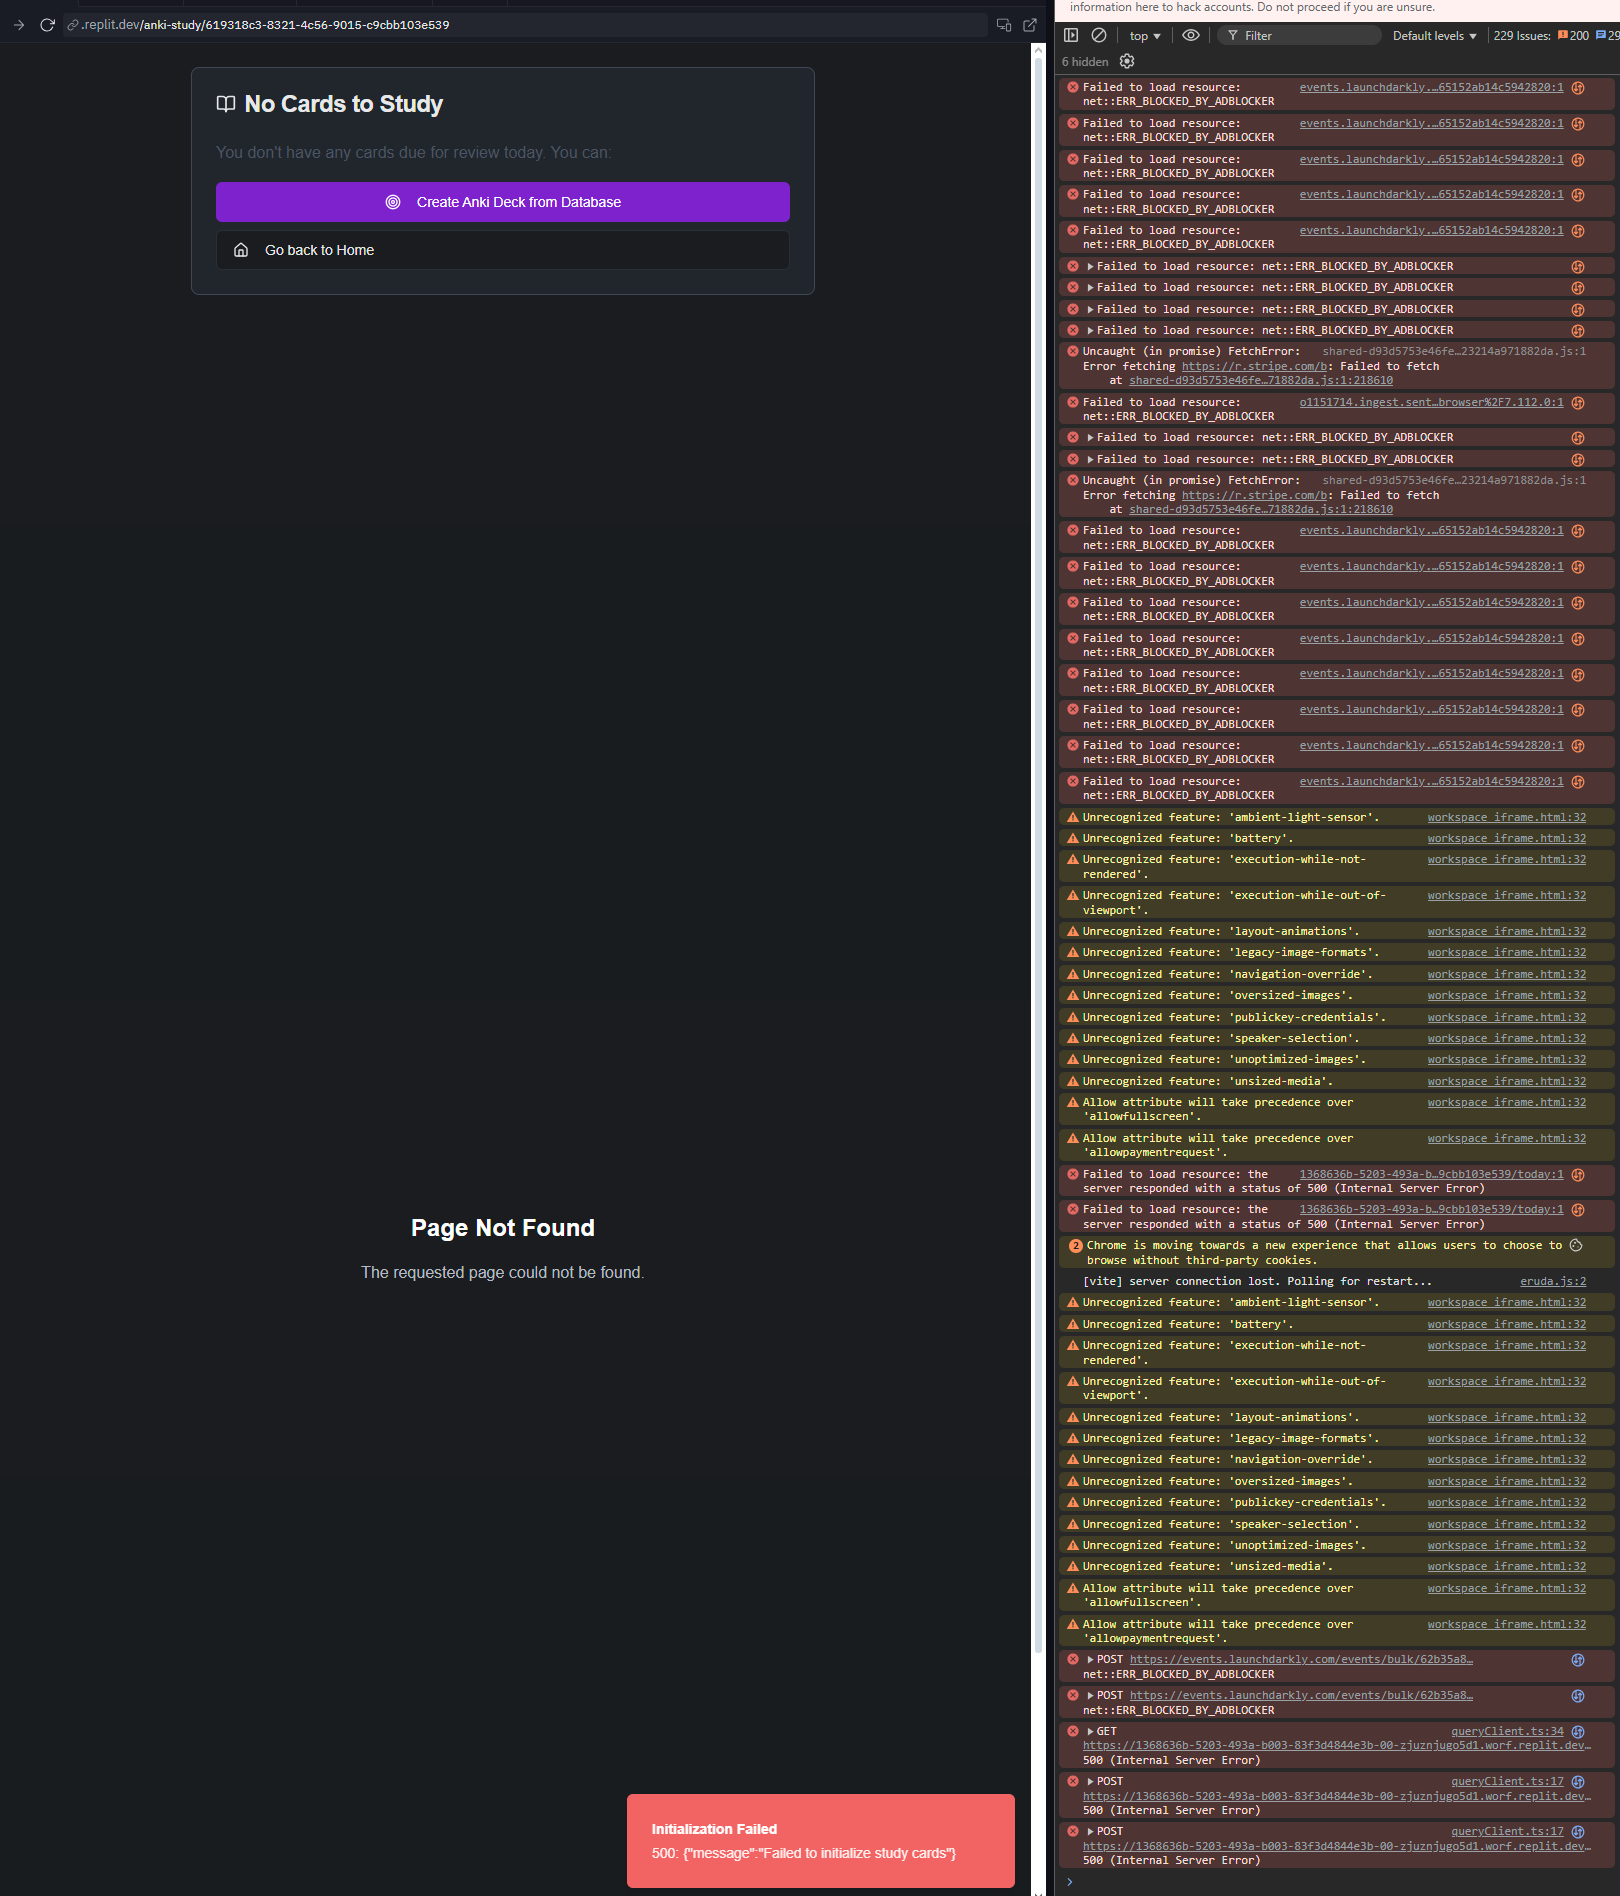 .replit.dev/anki-study/619318c3-8321-4c56-9015-c9cbb103e539
No Cards to Study
You don't have any cards due for review today. You can:
Create Anki Deck from Database
Go back to Home
Page Not Found
The requested page could not be found.
Initialization Failed
500: {"message":"Failed to initialize study cards"}
information here to hack accounts. Do not proceed if you are unsure.
top
Filter
Default levels
229 Issues: 200 29
6 hidden
Failed to load resource: events.launchdarkly.…65152ab14c5942820:1
net::ERR_BLOCKED_BY_ADBLOCKER
Failed to load resource: events.launchdarkly.…65152ab14c5942820:1
net::ERR_BLOCKED_BY_ADBLOCKER
Failed to load resource: events.launchdarkly.…65152ab14c5942820:1
net::ERR_BLOCKED_BY_ADBLOCKER
Failed to load resource: events.launchdarkly.…65152ab14c5942820:1
net::ERR_BLOCKED_BY_ADBLOCKER
Failed to load resource: events.launchdarkly.…65152ab14c5942820:1
net::ERR_BLOCKED_BY_ADBLOCKER
Failed to load resource: net::ERR_BLOCKED_BY_ADBLOCKER
Failed to load resource: net::ERR_BLOCKED_BY_ADBLOCKER
Failed to load resource: net::ERR_BLOCKED_BY_ADBLOCKER
Failed to load resource: net::ERR_BLOCKED_BY_ADBLOCKER
Uncaught (in promise) FetchError: shared-d93d5753e46fe…23214a971882da.js:1
Error fetching https://r.stripe.com/b: Failed to fetch
at shared-d93d5753e46fe…71882da.js:1:218610
Failed to load resource: o1151714.ingest.sent…browser%2F7.112.0:1
net::ERR_BLOCKED_BY_ADBLOCKER
Failed to load resource: net::ERR_BLOCKED_BY_ADBLOCKER
Failed to load resource: net::ERR_BLOCKED_BY_ADBLOCKER
Uncaught (in promise) FetchError: shared-d93d5753e46fe…23214a971882da.js:1
Error fetching https://r.stripe.com/b: Failed to fetch
at shared-d93d5753e46fe…71882da.js:1:218610
Failed to load resource: events.launchdarkly.…65152ab14c5942820:1
net::ERR_BLOCKED_BY_ADBLOCKER
Failed to load resource: events.launchdarkly.…65152ab14c5942820:1
net::ERR_BLOCKED_BY_ADBLOCKER
Failed to load resource: events.launchdarkly.…65152ab14c5942820:1
net::ERR_BLOCKED_BY_ADBLOCKER
Failed to load resource: events.launchdarkly.…65152ab14c5942820:1
net::ERR_BLOCKED_BY_ADBLOCKER
Failed to load resource: events.launchdarkly.…65152ab14c5942820:1
net::ERR_BLOCKED_BY_ADBLOCKER
Failed to load resource: events.launchdarkly.…65152ab14c5942820:1
net::ERR_BLOCKED_BY_ADBLOCKER
Failed to load resource: events.launchdarkly.…65152ab14c5942820:1
net::ERR_BLOCKED_BY_ADBLOCKER
Failed to load resource: events.launchdarkly.…65152ab14c5942820:1
net::ERR_BLOCKED_BY_ADBLOCKER
Unrecognized feature: 'ambient-light-sensor'. workspace_iframe.html:32
Unrecognized feature: 'battery'. workspace_iframe.html:32
Unrecognized feature: 'execution-while-not- workspace_iframe.html:32
rendered'.
Unrecognized feature: 'execution-while-out-of- workspace_iframe.html:32
viewport'.
Unrecognized feature: 'layout-animations'. workspace_iframe.html:32
Unrecognized feature: 'legacy-image-formats'. workspace_iframe.html:32
Unrecognized feature: 'navigation-override'. workspace_iframe.html:32
Unrecognized feature: 'oversized-images'. workspace_iframe.html:32
Unrecognized feature: 'publickey-credentials'. workspace_iframe.html:32
Unrecognized feature: 'speaker-selection'. workspace_iframe.html:32
Unrecognized feature: 'unoptimized-images'. workspace_iframe.html:32
Unrecognized feature: 'unsized-media'. workspace_iframe.html:32
Allow attribute will take precedence over workspace_iframe.html:32
'allowfullscreen'.
Allow attribute will take precedence over workspace_iframe.html:32
'allowpaymentrequest'.
Failed to load resource: the 1368636b-5203-493a-b…9cbb103e539/today:1
server responded with a status of 500 (Internal Server Error)
Failed to load resource: the 1368636b-5203-493a-b…9cbb103e539/today:1
server responded with a status of 500 (Internal Server Error)
2 Chrome is moving towards a new experience that allows users to choose to
browse without third-party cookies.
[vite] server connection lost. Polling for restart... eruda.js:2
Unrecognized feature: 'ambient-light-sensor'. workspace_iframe.html:32
Unrecognized feature: 'battery'. workspace_iframe.html:32
Unrecognized feature: 'execution-while-not- workspace_iframe.html:32
rendered'.
Unrecognized feature: 'execution-while-out-of- workspace_iframe.html:32
viewport'.
Unrecognized feature: 'layout-animations'. workspace_iframe.html:32
Unrecognized feature: 'legacy-image-formats'. workspace_iframe.html:32
Unrecognized feature: 'navigation-override'. workspace_iframe.html:32
Unrecognized feature: 'oversized-images'. workspace_iframe.html:32
Unrecognized feature: 'publickey-credentials'. workspace_iframe.html:32
Unrecognized feature: 'speaker-selection'. workspace_iframe.html:32
Unrecognized feature: 'unoptimized-images'. workspace_iframe.html:32
Unrecognized feature: 'unsized-media'. workspace_iframe.html:32
Allow attribute will take precedence over workspace_iframe.html:32
'allowfullscreen'.
Allow attribute will take precedence over workspace_iframe.html:32
'allowpaymentrequest'.
POST https://events.launchdarkly.com/events/bulk/62b35a8…
net::ERR_BLOCKED_BY_ADBLOCKER
POST https://events.launchdarkly.com/events/bulk/62b35a8…
net::ERR_BLOCKED_BY_ADBLOCKER
GET queryClient.ts:34
https://1368636b-5203-493a-b003-83f3d4844e3b-00-zjuznjugo5d1.worf.replit.dev…
500 (Internal Server Error)
POST queryClient.ts:17
https://1368636b-5203-493a-b003-83f3d4844e3b-00-zjuznjugo5d1.worf.replit.dev…
500 (Internal Server Error)
POST queryClient.ts:17
https://1368636b-5203-493a-b003-83f3d4844e3b-00-zjuznjugo5d1.worf.replit.dev…
500 (Internal Server Error)